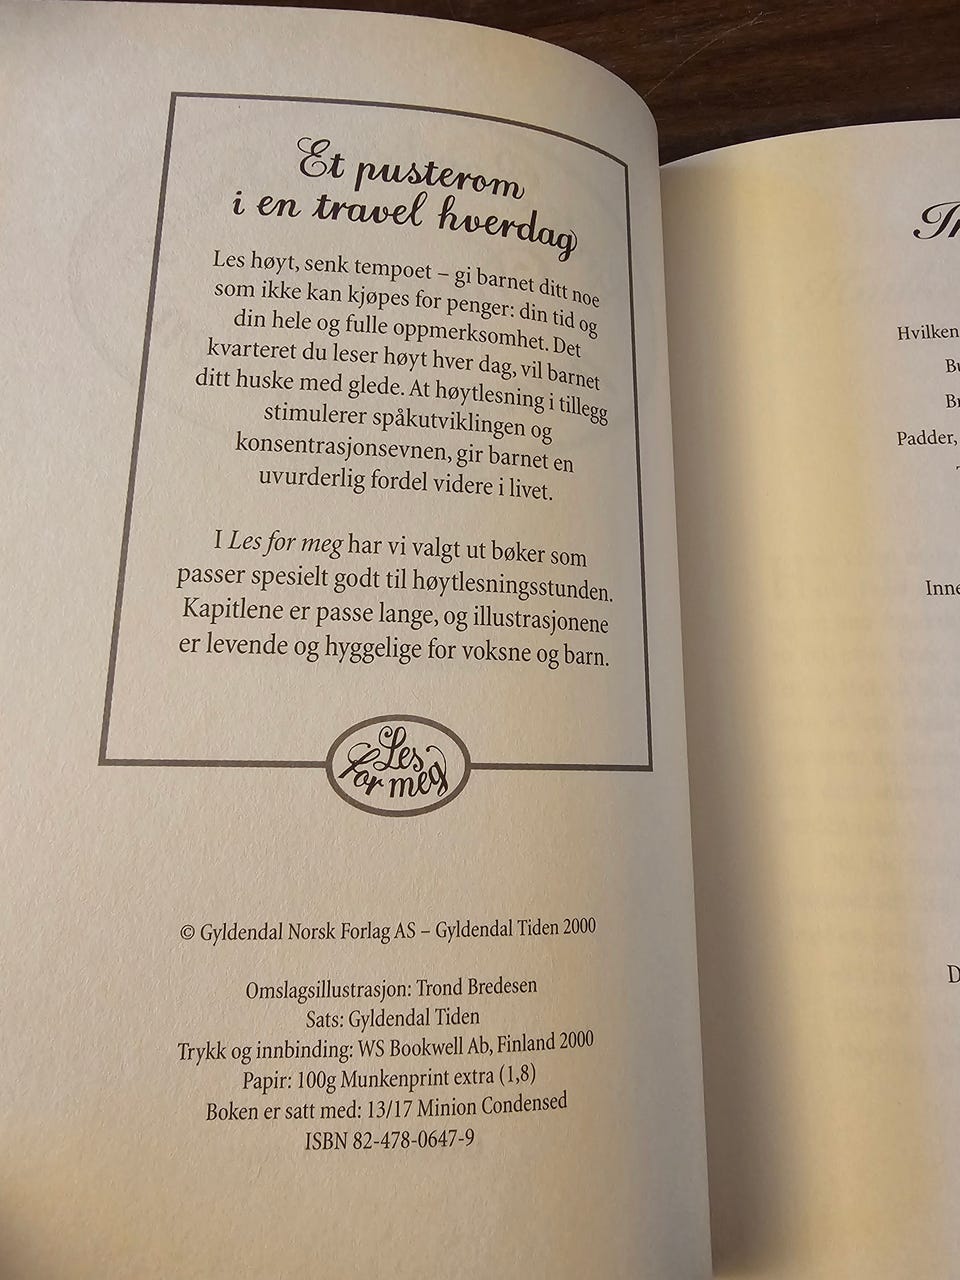 Et pusterom
i en travel hverdag
Les høyt, senk tempoet – gi barnet ditt noe
som ikke kan kjøpes for penger: din tid og
din hele og fulle oppmerksomhet. Det
kvarteret du leser høyt hver dag, vil barnet
ditt huske med glede. At høytlesning i tillegg
stimulerer spåkutviklingen og
konsentrasjonsevnen, gir barnet en
uvurderlig fordel videre i livet.
I Les for meg har vi valgt ut bøker som
passer spesielt godt til høytlesningsstunden.
Kapitlene er passe lange, og illustrasjonene
er levende og hyggelige for voksne og barn.
Les
for meg
© Gyldendal Norsk Forlag AS – Gyldendal Tiden 2000
Omslagsillustrasjon: Trond Bredesen
Sats: Gyldendal Tiden
Trykk og innbinding: WS Bookwell Ab, Finland 2000
Papir: 100g Munkenprint extra (1,8)
Boken er satt med: 13/17 Minion Condensed
ISBN 82-478-0647-9
Hvilken
Padder,